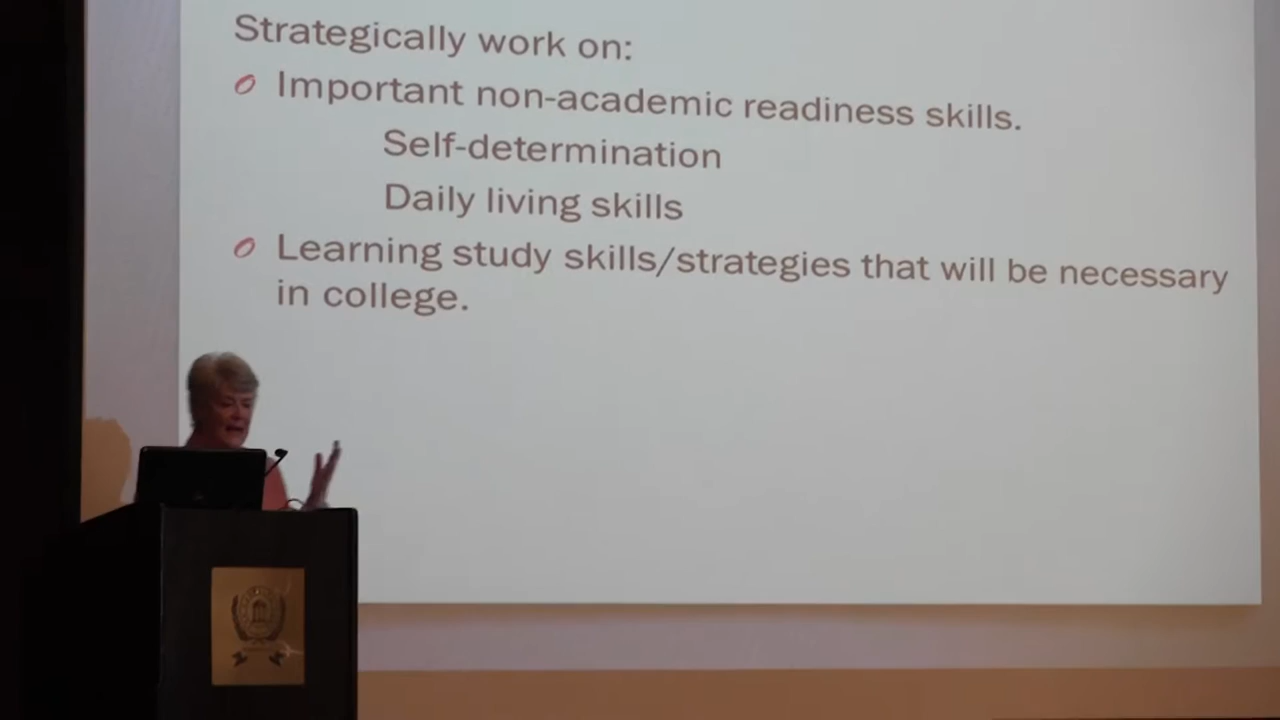 Strategically work on:
Important non-academic readiness skills.
Self-determination
Daily living skills
Learning study skills/strategies that will be necessary
in college.